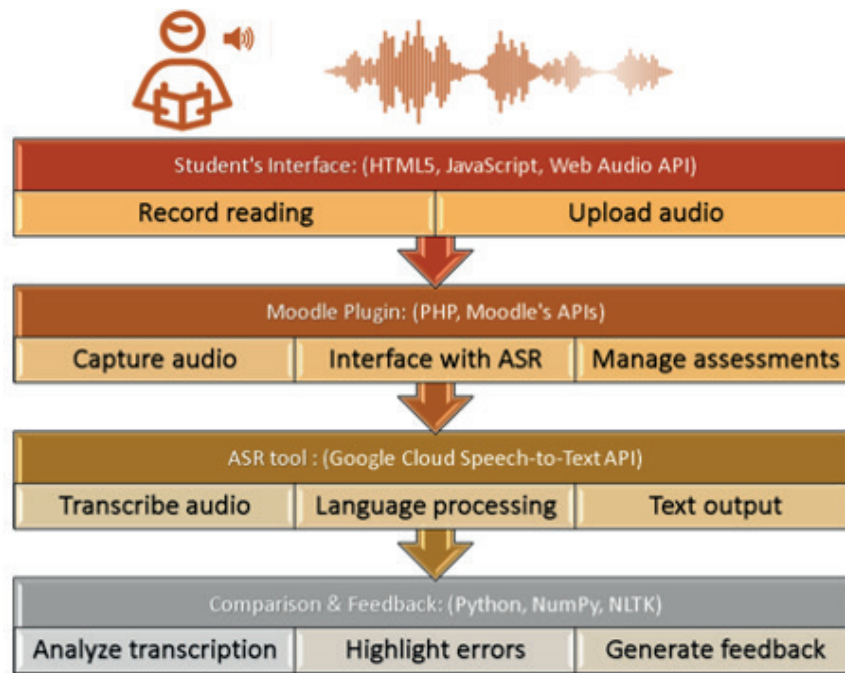 Student's Interface: (HTML5, JavaScript, Web Audio API)
Record reading
Upload audio
Moodle Plugin: (PHP, Moodle's APIs)
Capture audio
Interface with ASR
Manage assessments
ASR tool : (Google Cloud Speech-to-Text API)
Transcribe audio
Language processing
Text output
Comparison & Feedback: (Python, NumPy, NLTK)
Analyze transcription
Highlight errors
Generate feedback